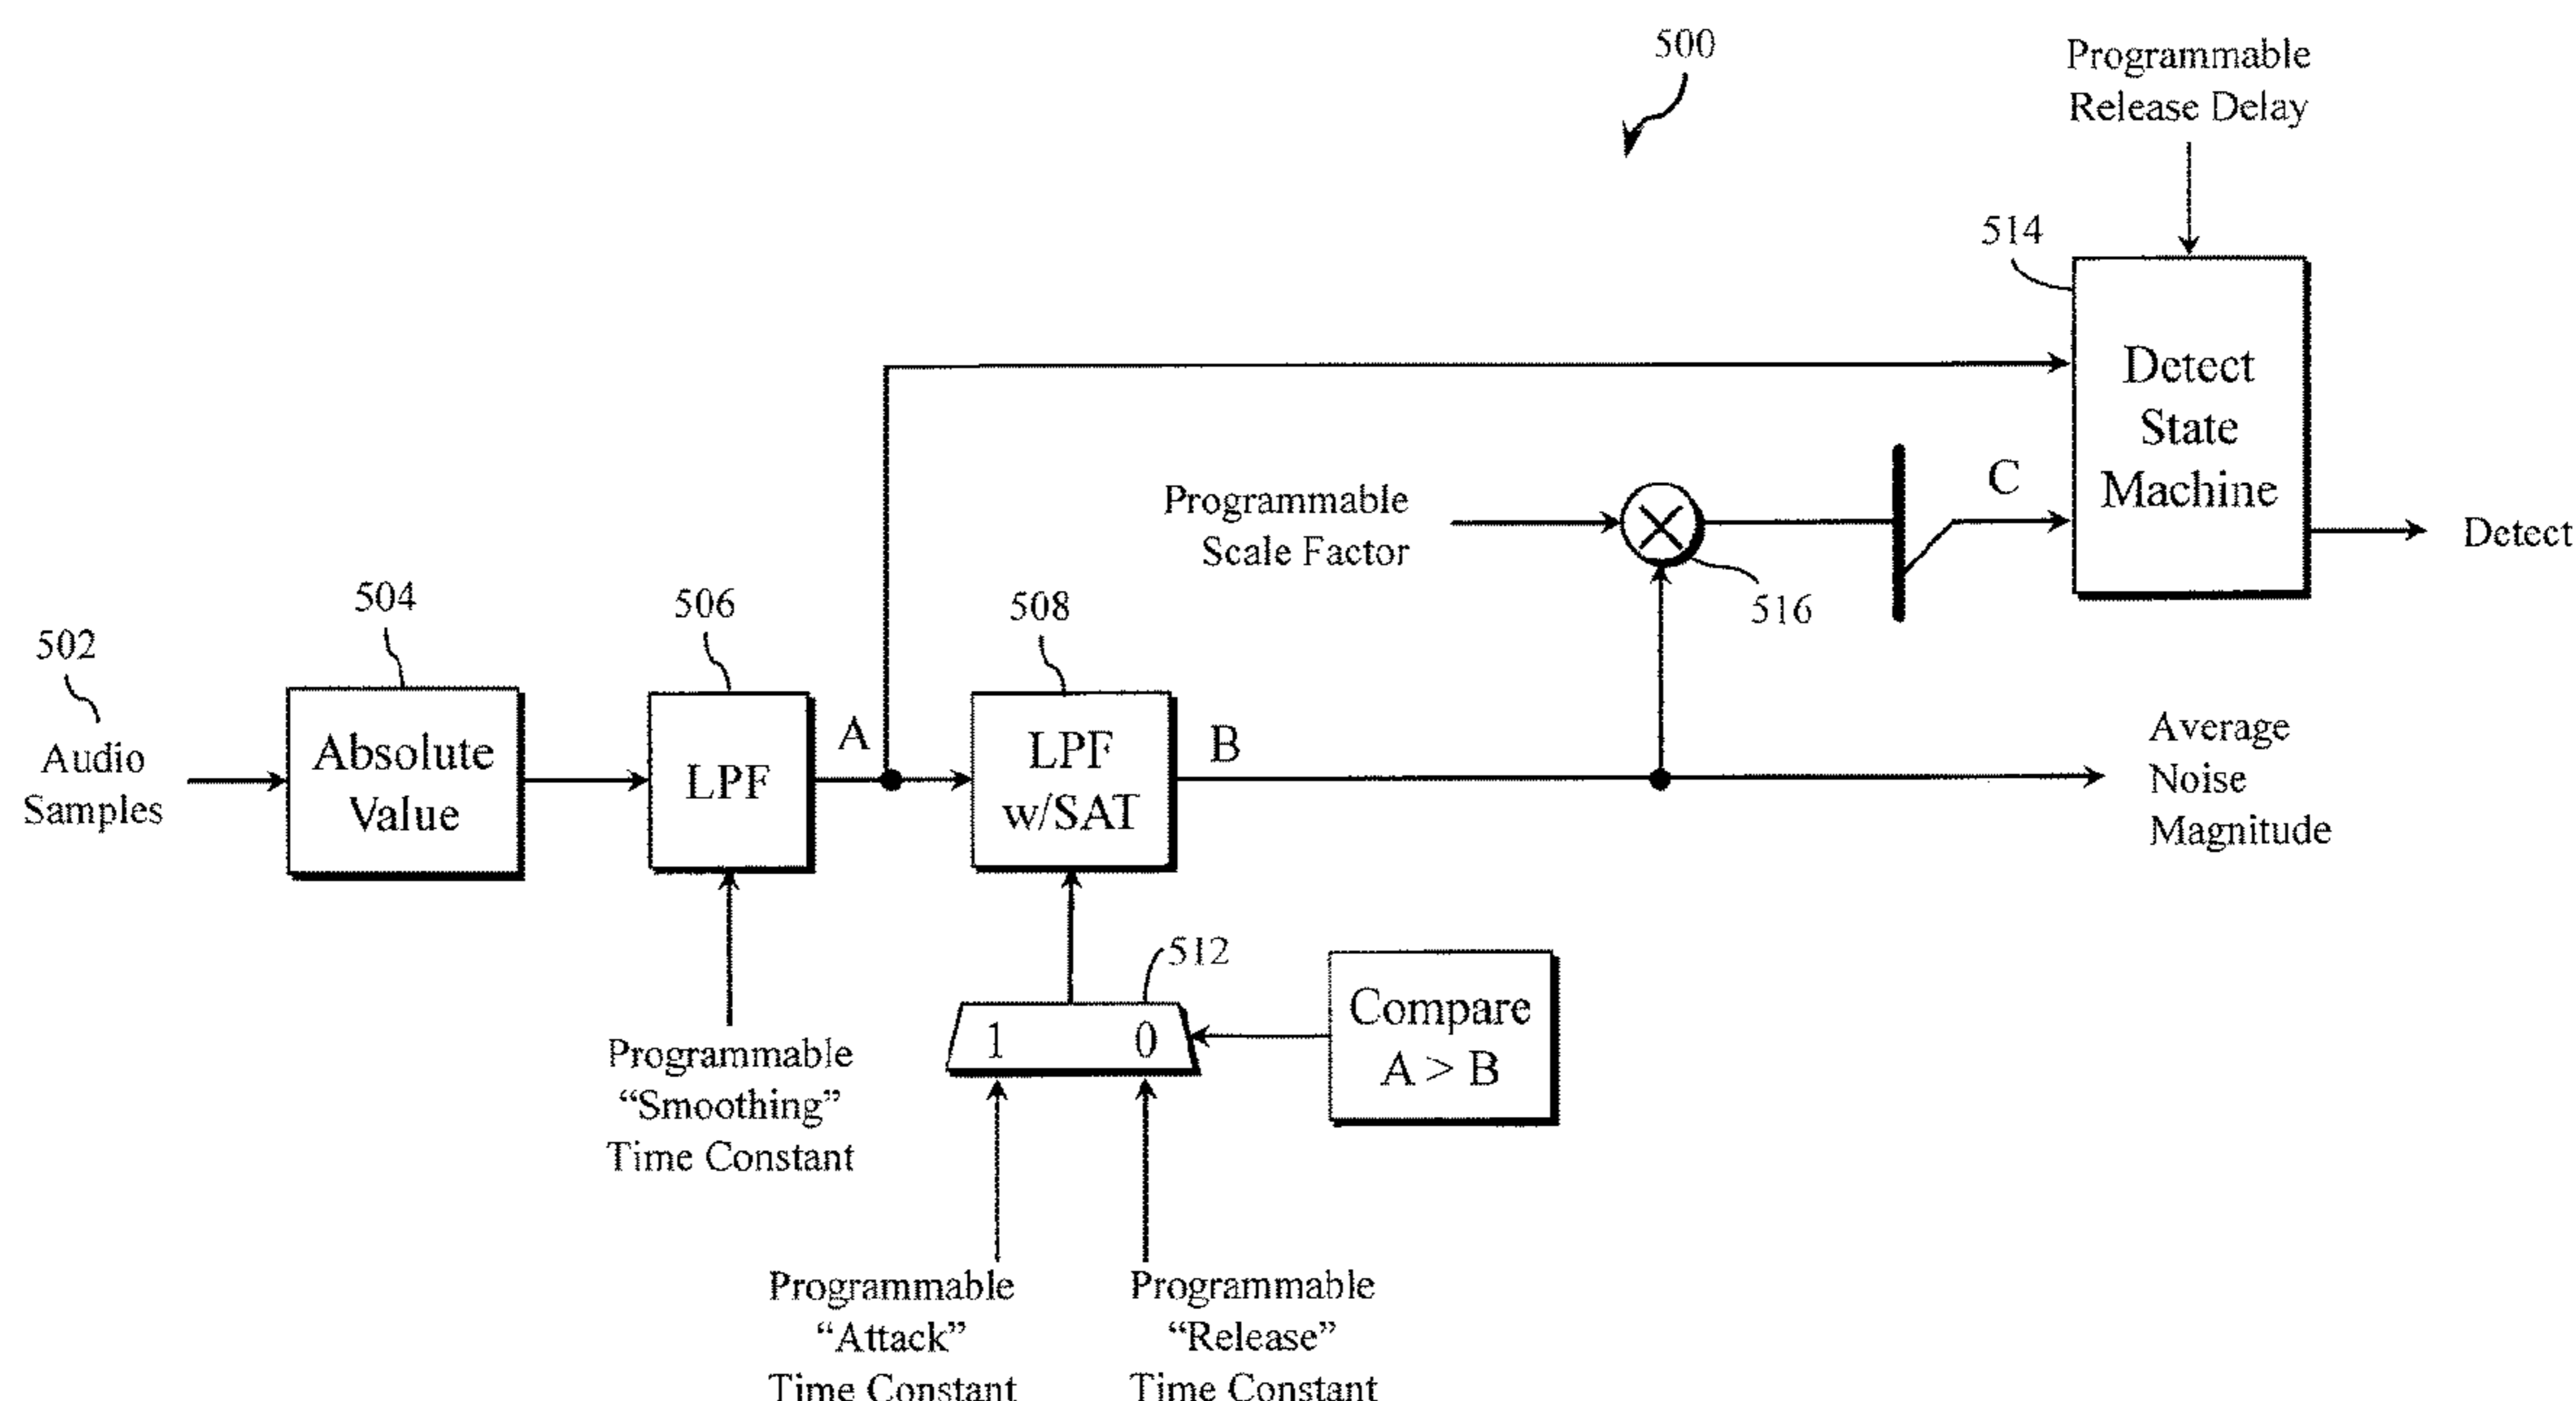 500
Programmable
Release Delay
514
Detect
State
Machine
Detect
C
Programmable
Scale Factor
516
502
Audio
Samples
504
Absolute
Value
506
LPF
A
508
LPF
w/SAT
B
Average
Noise
Magnitude
512
1 0
Compare
A > B
Programmable
“Smoothing”
Time Constant
Programmable
“Attack”
Time Constant
Programmable
“Release”
Time Constant